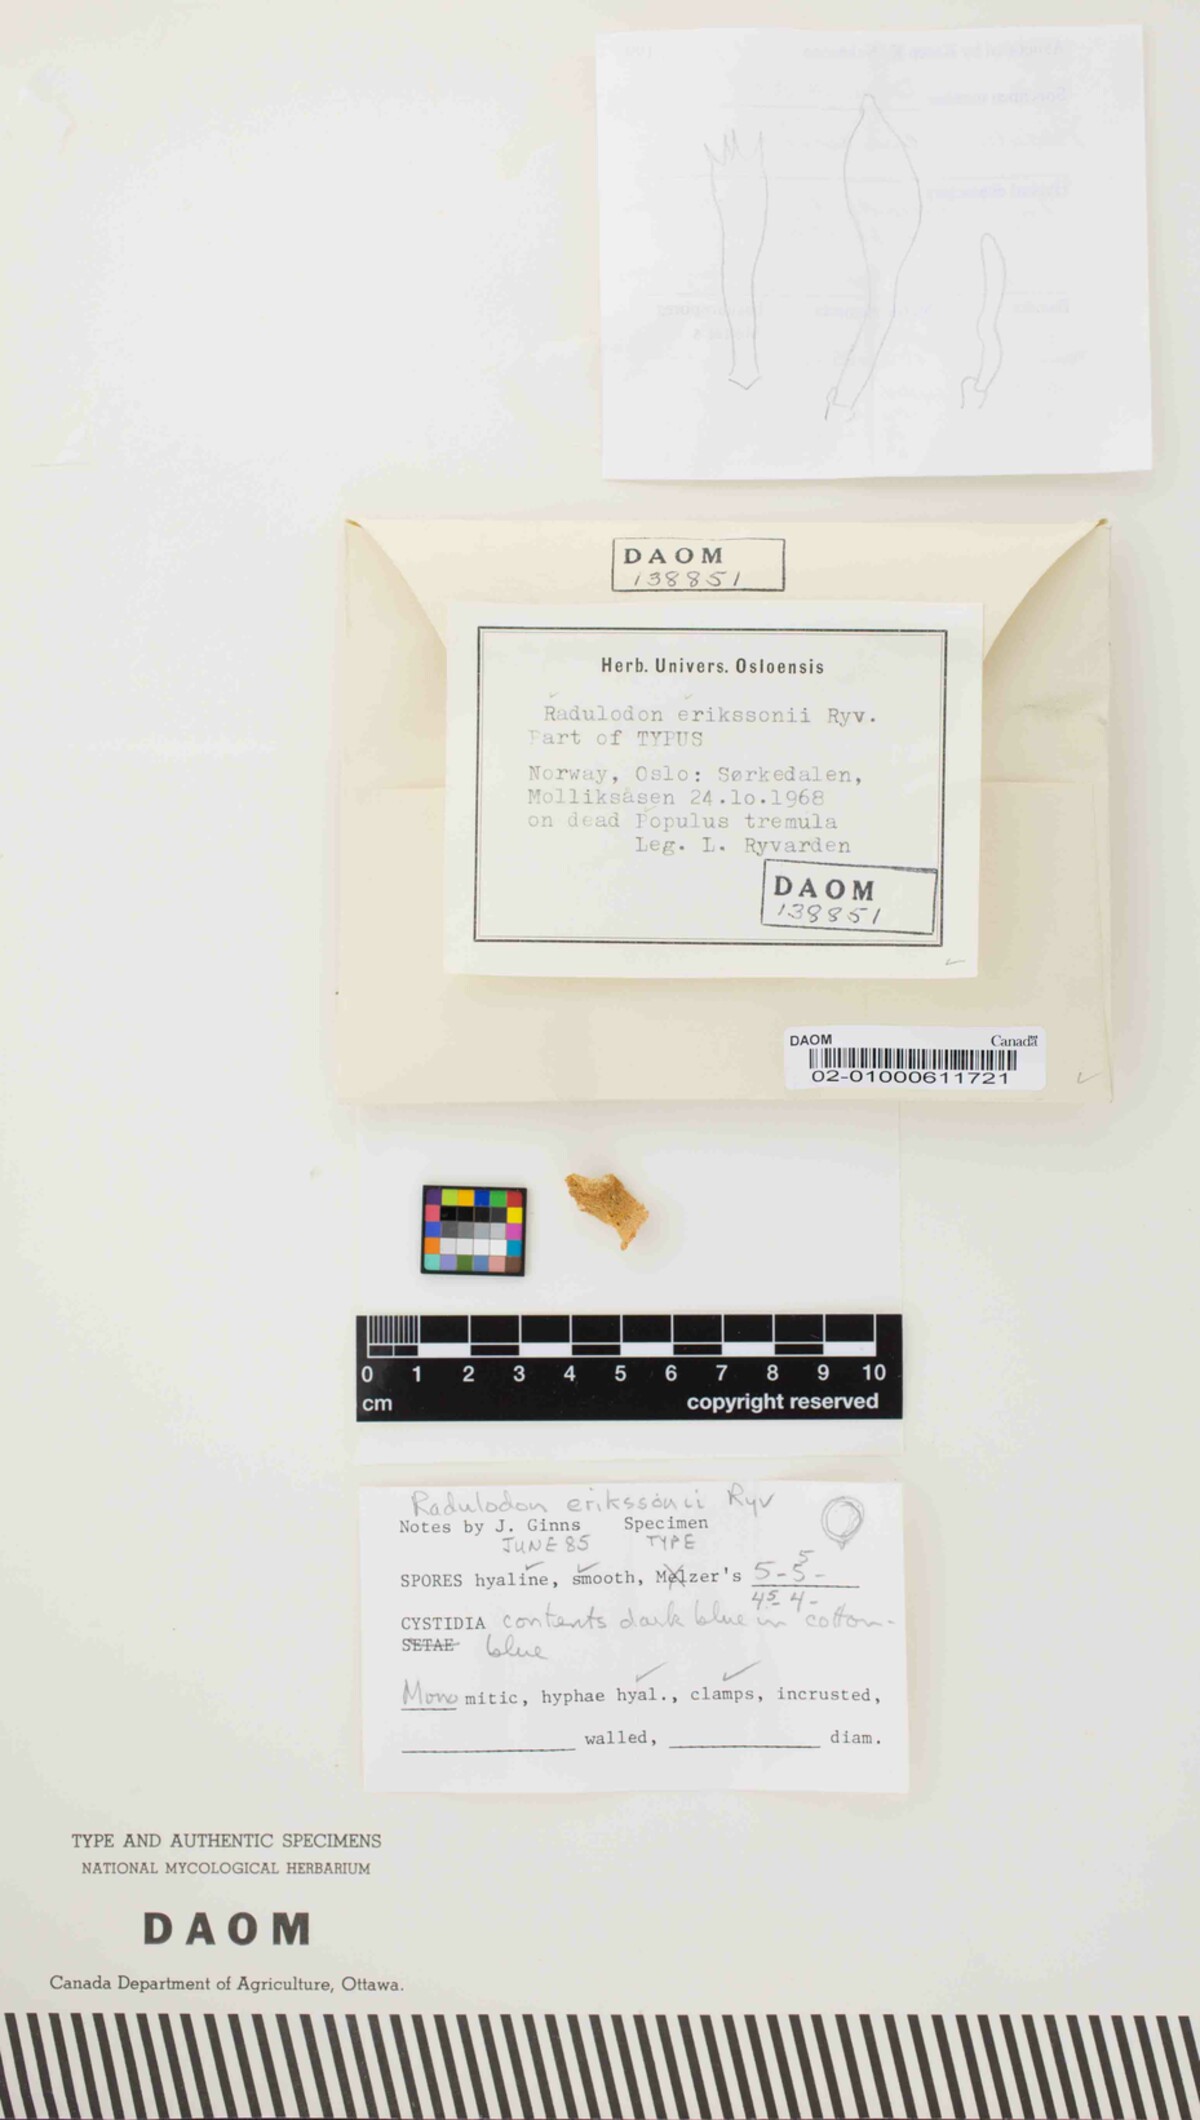 DAOM
138851
Herb. Univers. Osloensis
Radulodon erikssonii Ryv.
Part of TYPUS
Norway, Oslo: Sørkedalen,
Molliksåsen 24.10.1968
on dead Populus tremula
Leg. L. Ryvarden
DAOM
138851
DAOM Canada
02-01000611721
0 1 2 3 4 5 6 7 8 9 10
cm copyright reserved
Radulodon erikssonii Ryv
Notes by J. Ginns Specimen
JUNE 85 TYPE
SPORES hyaline, smooth, Melzer's 5-5-5
45-4-
CYSTIDIA contents dark blue in cotton-
SETAE blue
Mono mitic, hyphae hyal., clamps, incrusted,
walled, diam.
TYPE AND AUTHENTIC SPECIMENS
NATIONAL MYCOLOGICAL HERBARIUM
DAOM
Canada Department of Agriculture, Ottawa.